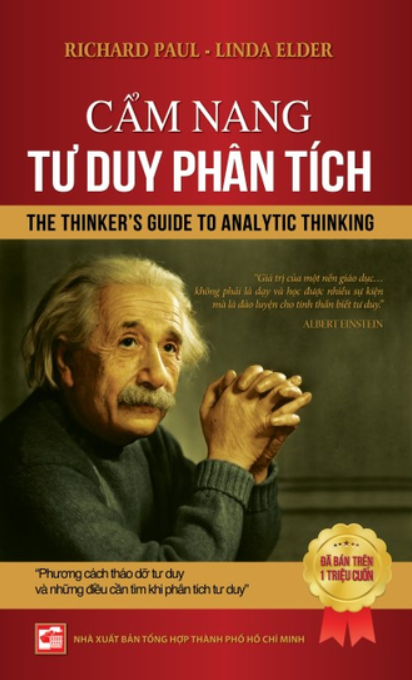 RICHARD PAUL - LINDA ELDER
CẨM NANG
TƯ DUY PHÂN TÍCH
THE THINKER'S GUIDE TO ANALYTIC THINKING
"Giá trị của một nền giáo dục...
không phải là dạy và học được nhiều sự kiện
mà là đào luyện cho tinh thần biết tư duy."
ALBERT EINSTEIN
ĐÃ BÁN TRÊN
1 TRIỆU CUỐN
"Phương cách tháo dỡ tư duy
và những điều cần tìm khi phân tích tư duy"
NHÀ XUẤT BẢN TỔNG HỢP THÀNH PHỐ HỒ CHÍ MINH